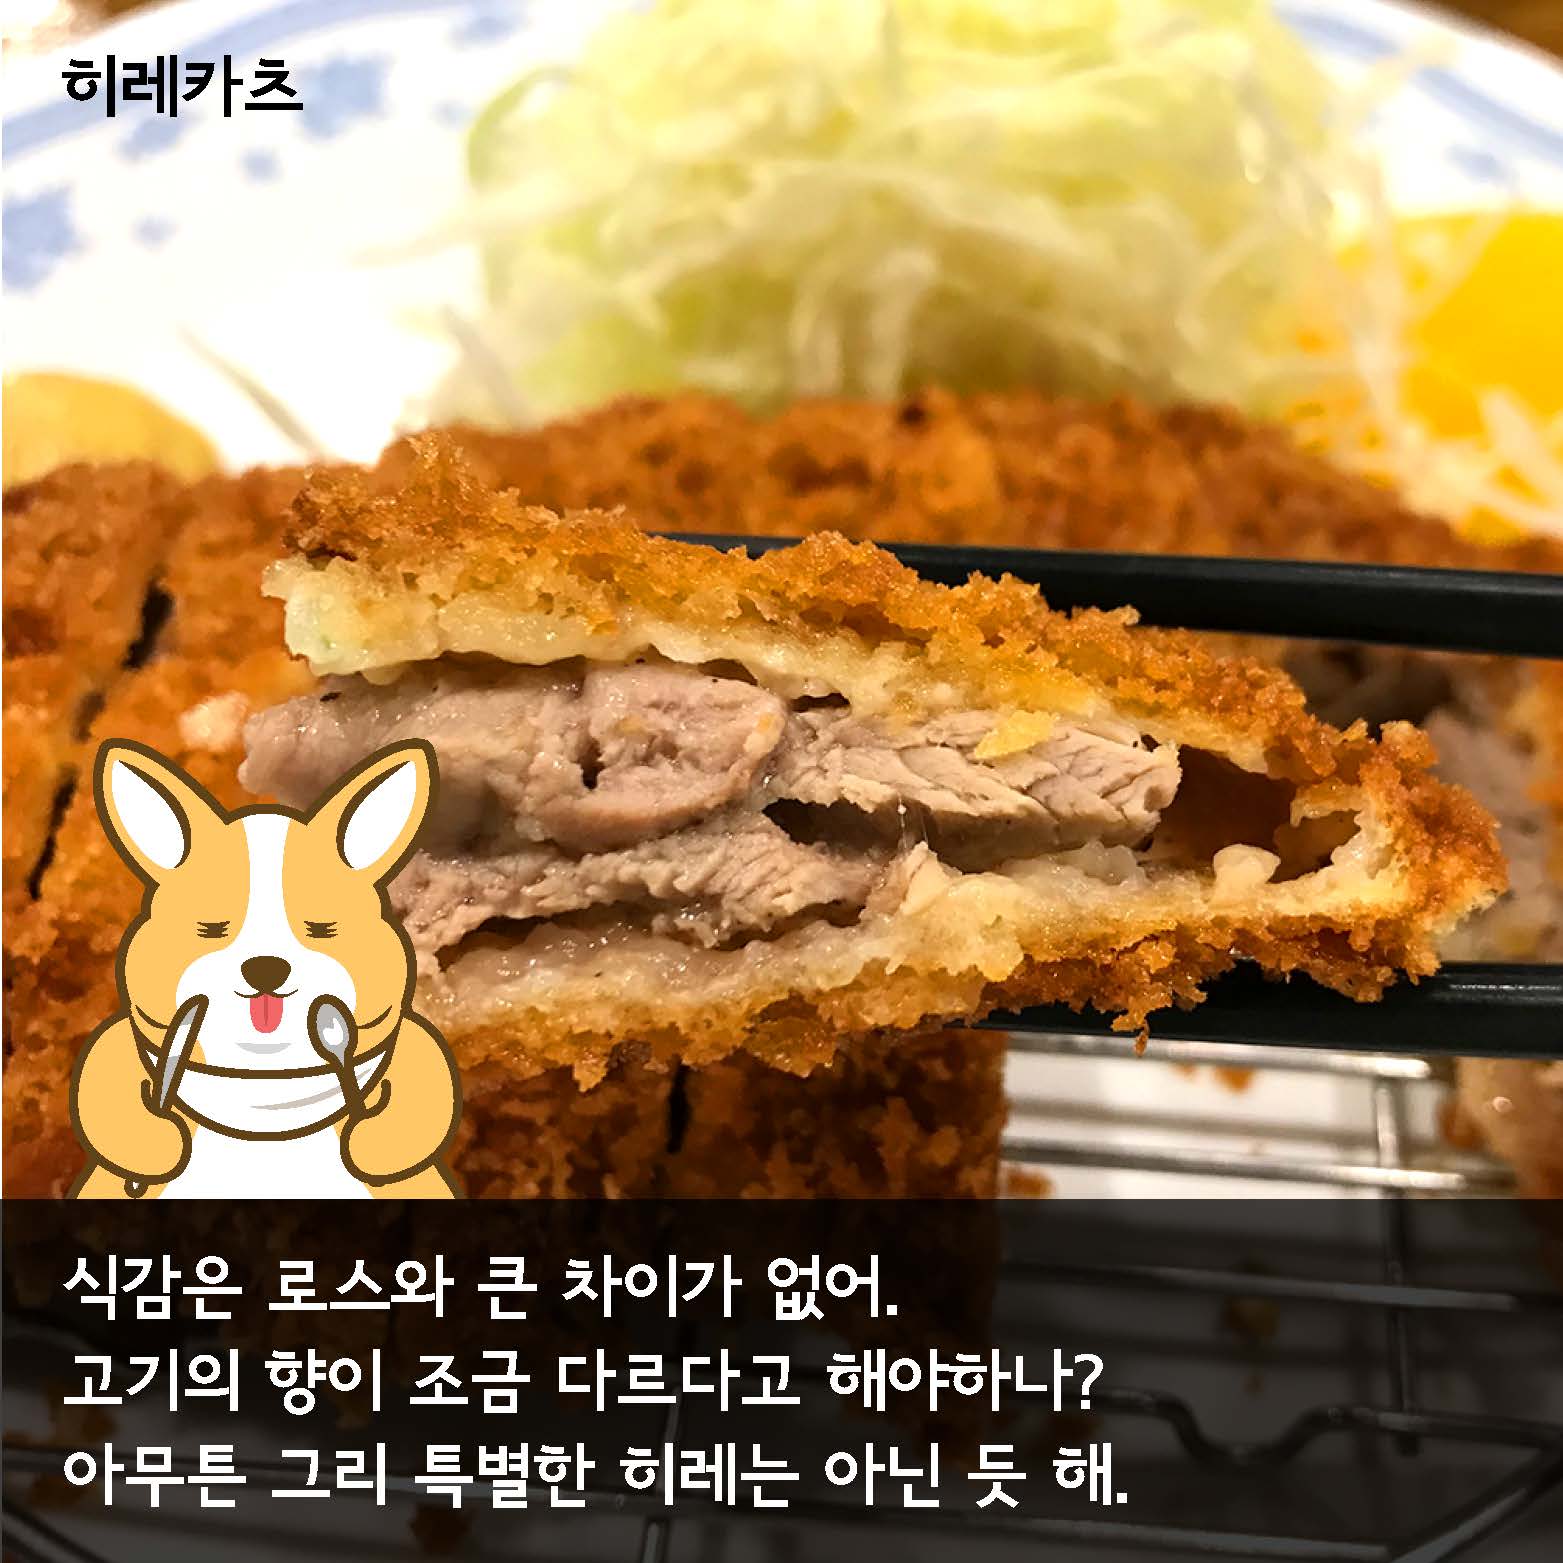 히레카츠
식감은 로스와 큰 차이가 없어.
고기의 향이 조금 다르다고 해야하나?
아무튼 그리 특별한 히레는 아닌 듯 해.